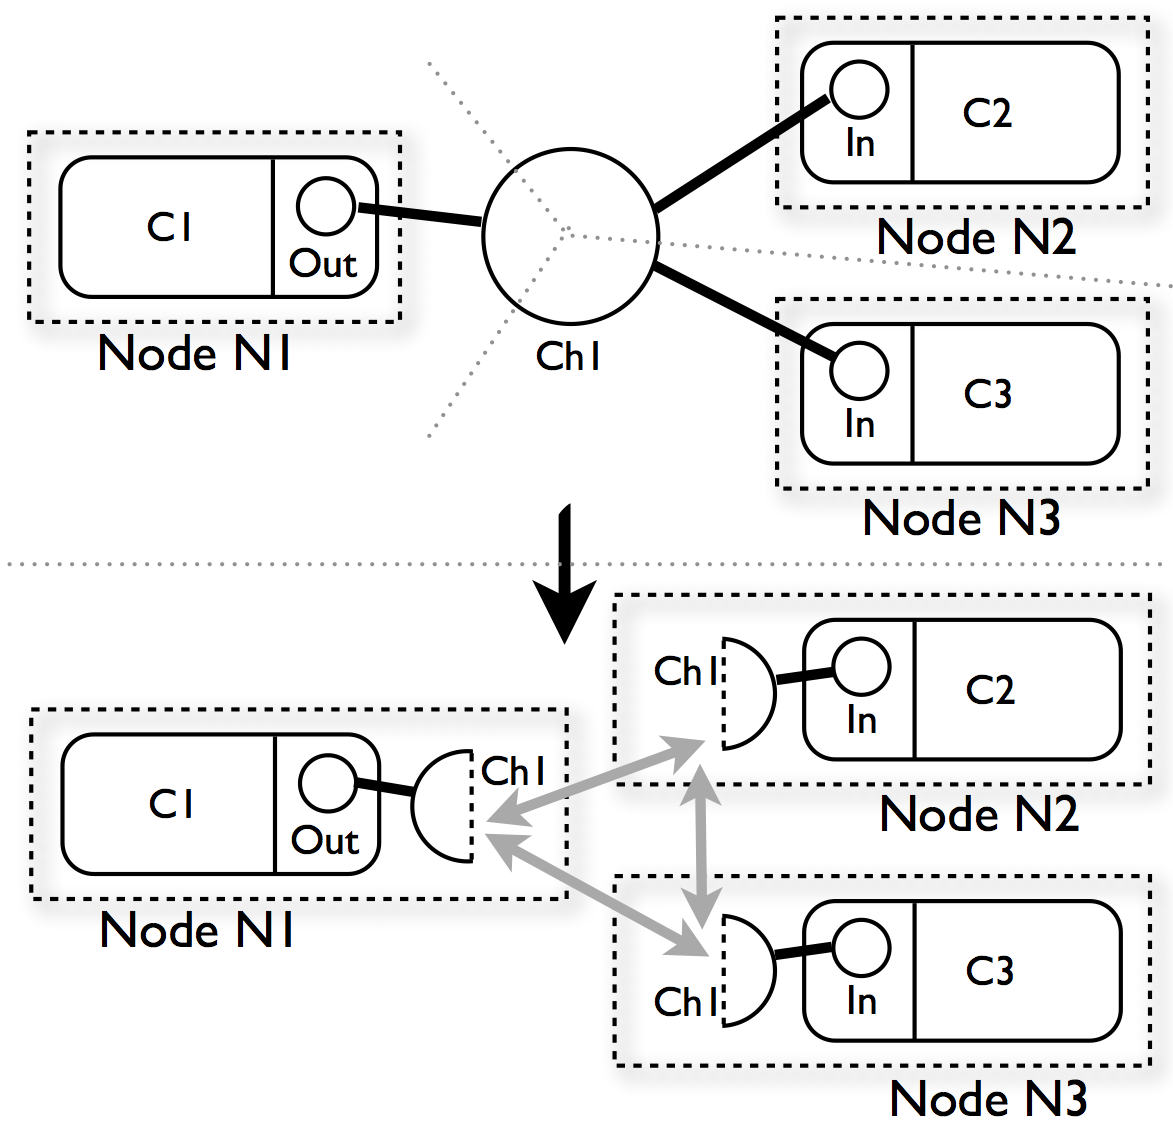 C2
In
Node N2
C1
Out
Node N1
Ch1
C3
In
Node N3
Ch1
C2
In
Node N2
Ch1
C1
Out
Node N1
C3
Ch1
In
Node N3